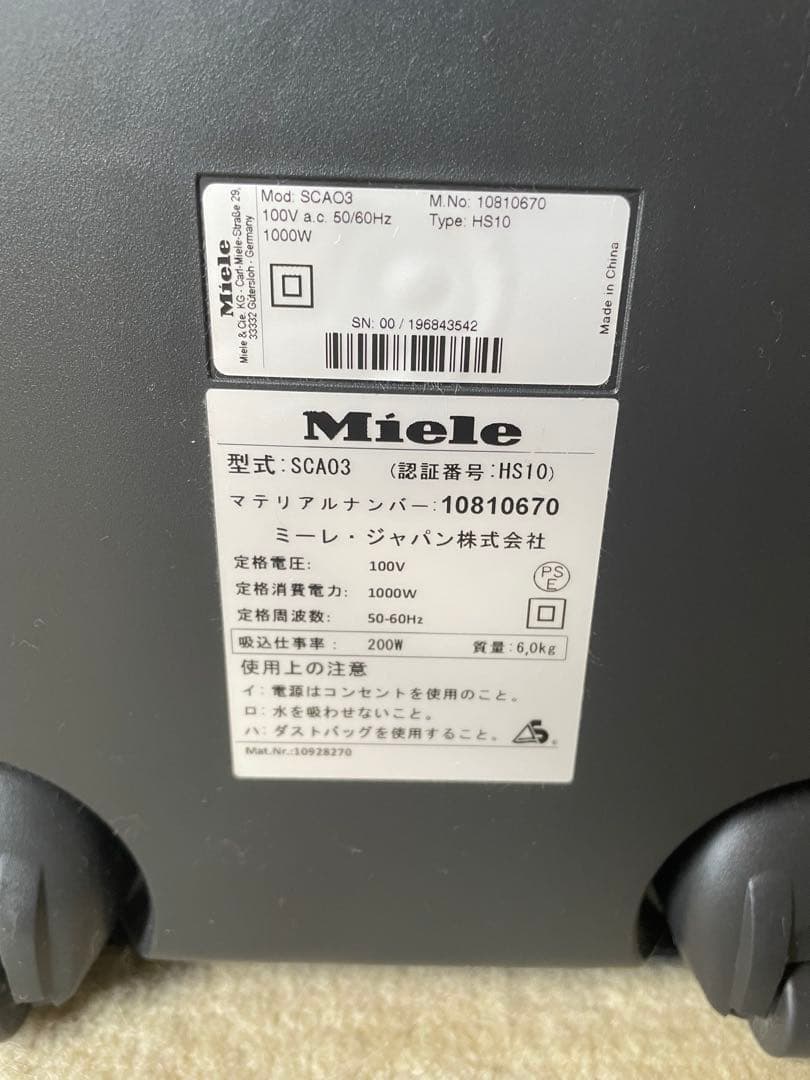 Miele
Miele & Cie. KG · Carl-Miele-Straße 29,
33332 Gütersloh · Germany
Mod: SCAO3
M.No: 10810670
100V a.c. 50/60Hz
Type: HS10
1000W
Made in China
SN: 00 / 196843542
Miele
型式:SCAO3 (認証番号:HS10)
マテリアルナンバー:10810670
ミーレ・ジャパン株式会社
定格電圧: 100V
定格消費電力: 1000W
定格周波数: 50-60Hz
PS
E
吸込仕事率: 200W 質量:6,0kg
使用上の注意
イ:電源はコンセントを使用のこと。
ロ:水を吸わせないこと。
ハ:ダストバッグを使用すること。
Mat.Nr.:10928270